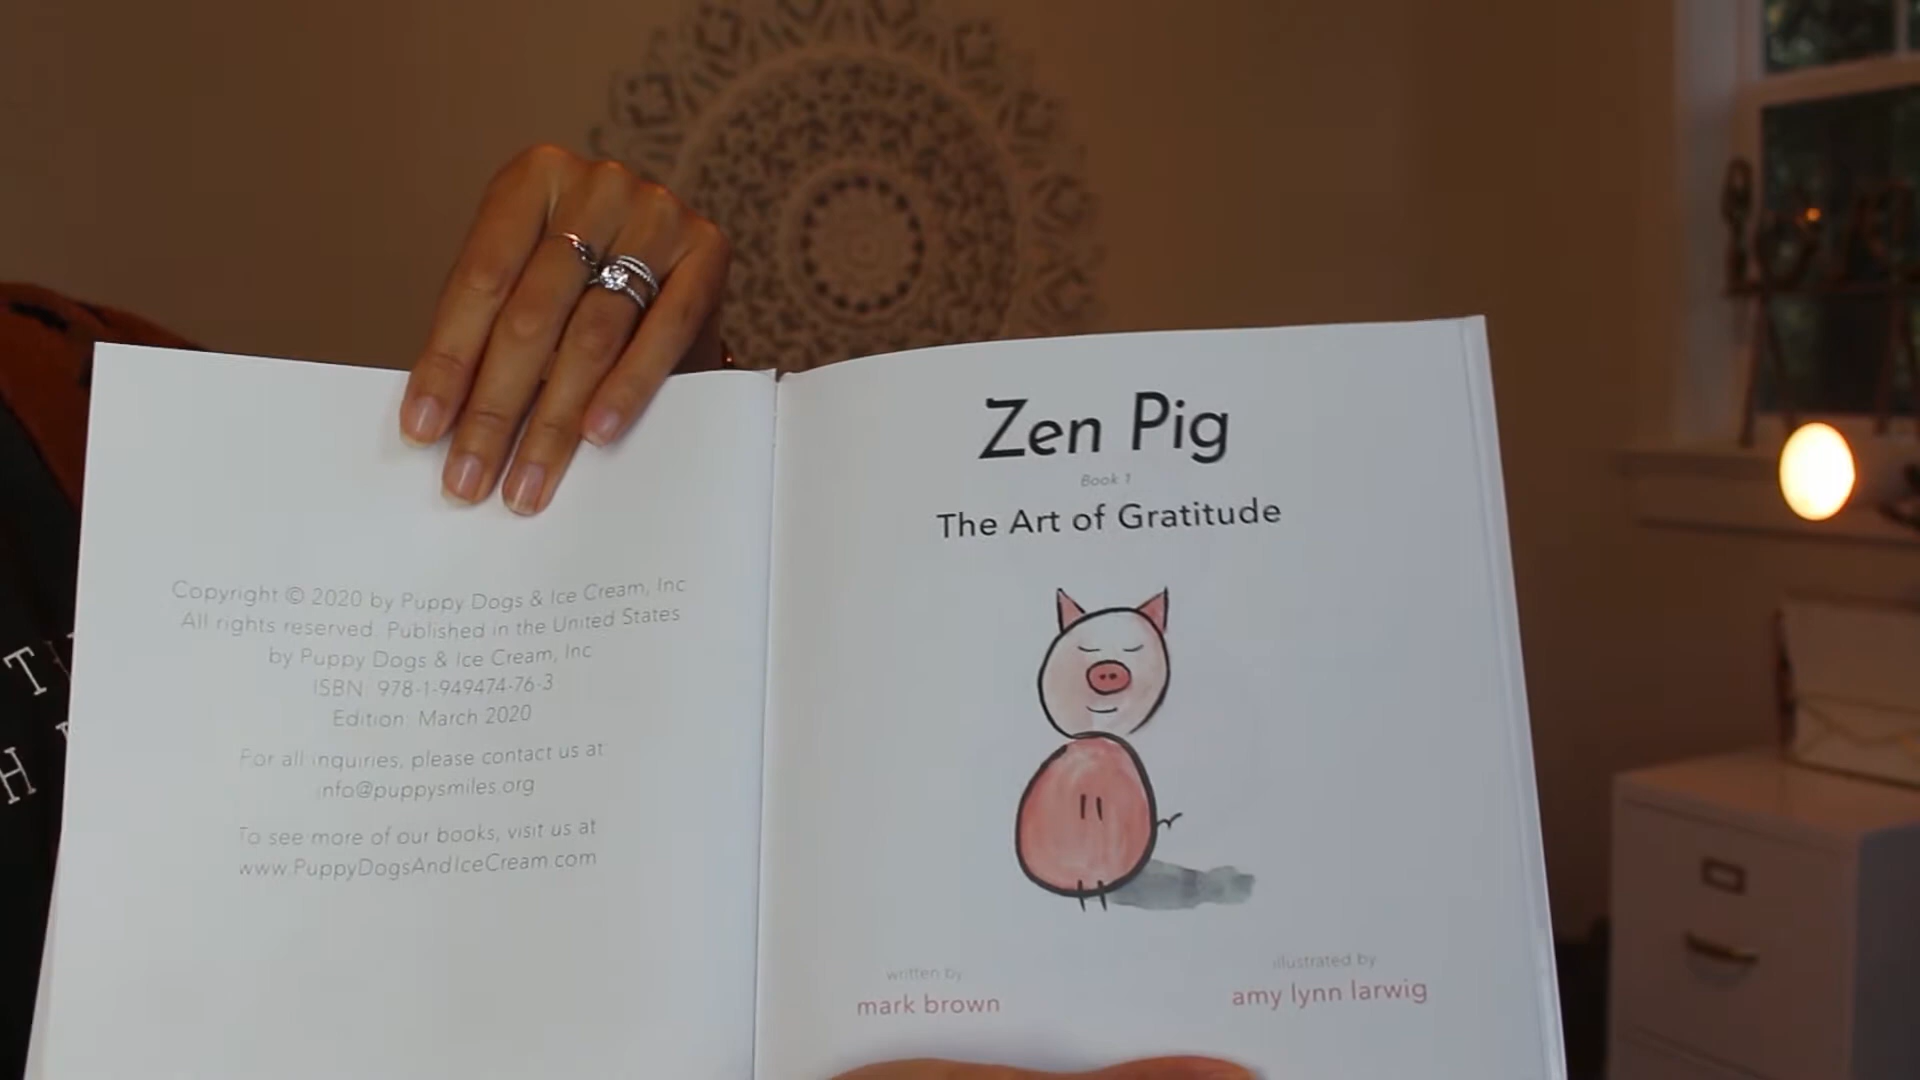 Copyright © 2020 by Puppy Dogs & Ice Cream, Inc
All rights reserved. Published in the United States
by Puppy Dogs & Ice Cream, Inc
ISBN: 978-1-949474-76-3
Edition: March 2020
For all inquiries, please contact us at
info@puppysmiles.org
To see more of our books, visit us at
www.PuppyDogsAndIceCream.com
Zen Pig
Book 1
The Art of Gratitude
written by
mark brown
illustrated by
amy lynn larwig